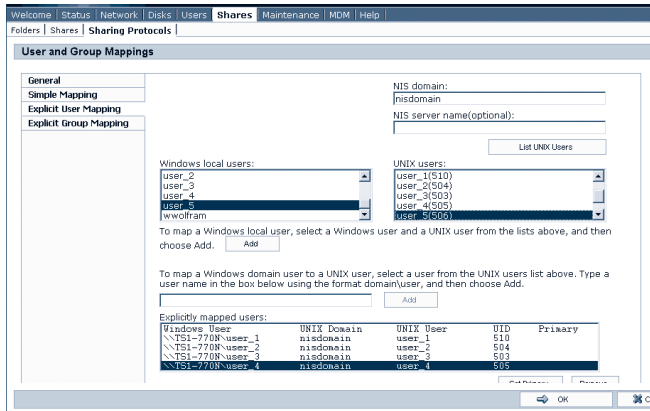 Welcome | Status | Network | Disks | Users | Shares | Maintenance | MDM | Help
Folders | Shares | Sharing Protocols
User and Group Mappings
General
Simple Mapping
Explicit User Mapping
Explicit Group Mapping
NIS domain:
nisdomain
NIS server name(optional):
List UNIX Users
Windows local users:
user_2
user_3
user_4
user_5
wwolfram
UNIX users:
user_1(510)
user_2(504)
user_3(503)
user_4(505)
user_5(506)
To map a Windows local user, select a Windows user and a UNIX user from the lists above, and then
choose Add. Add
To map a Windows domain user to a UNIX user, select a user from the UNIX users list above. Type a
user name in the box below using the format domain\user, and then choose Add.
Add
Explicitly mapped users:
Windows User UNIX Domain UNIX User UID Primary
\\TS1-770N\user_1 nisdomain user_1 510
\\TS1-770N\user_2 nisdomain user_2 504
\\TS1-770N\user_3 nisdomain user_3 503
\\TS1-770N\user_4 nisdomain user_4 505
OK